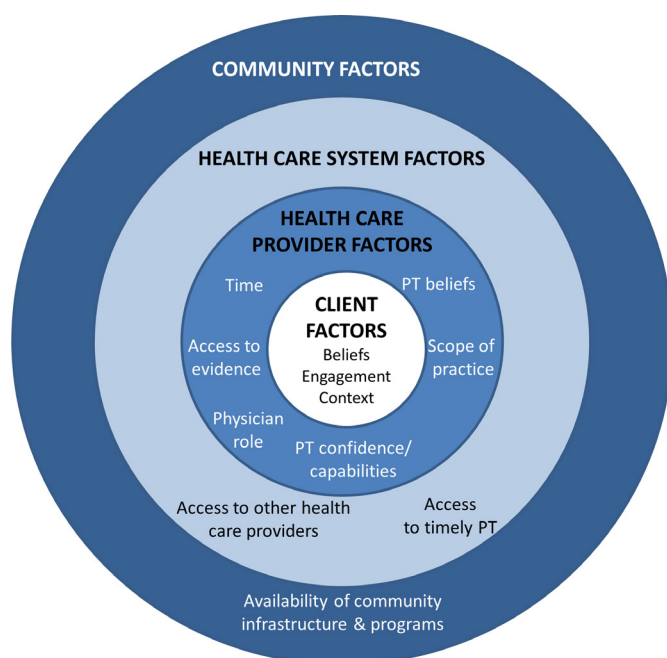 COMMUNITY FACTORS
HEALTH CARE SYSTEM FACTORS
HEALTH CARE
PROVIDER FACTORS
Time
PT beliefs
CLIENT
FACTORS
Beliefs
Engagement
Context
Access to
evidence
Scope of
practice
Physician
role
PT confidence/
capabilities
Access to other health
care providers
Access
to timely PT
Availability of community
infrastructure & programs